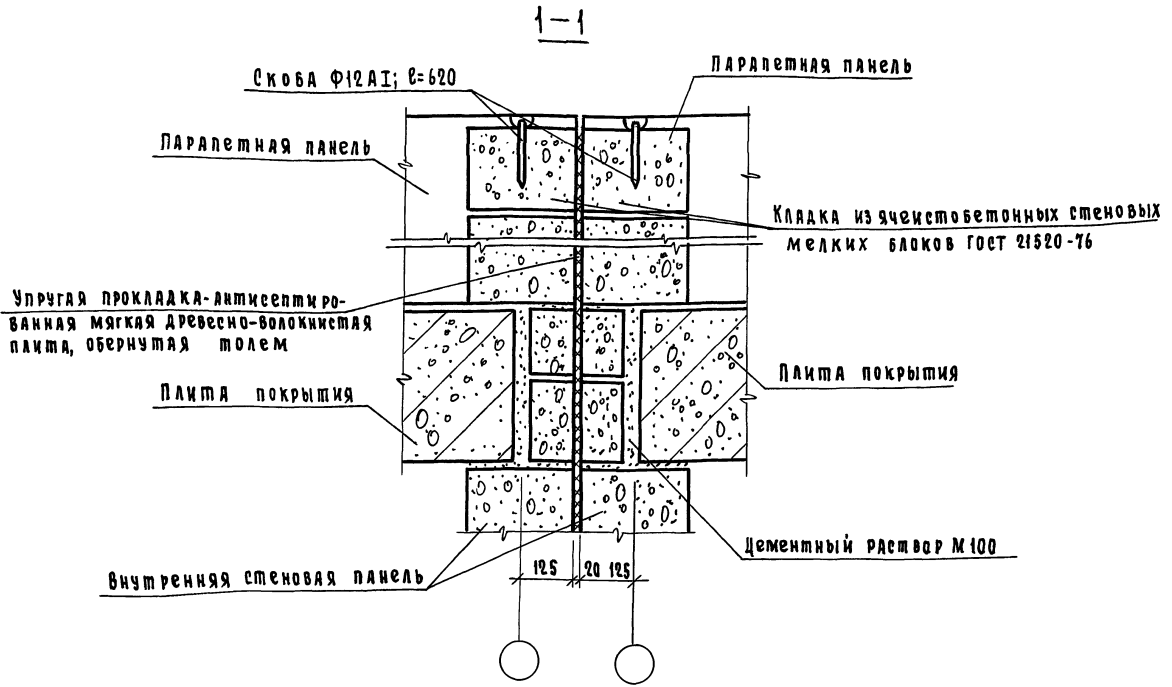 1-1
Скоба Ф12АI; ℓ=620
Парапетная панель
Парапетная панель
Кладка из ячеистобетонных стеновых
мелких блоков ГОСТ 21520-76
Упругая прокладка-антисептиро-
ванная мягкая древесно-волокнистая
плита, обернутая толем
Плита покрытия
Плита покрытия
Цементный раствор М100
Внутренняя стеновая панель
125 20 125